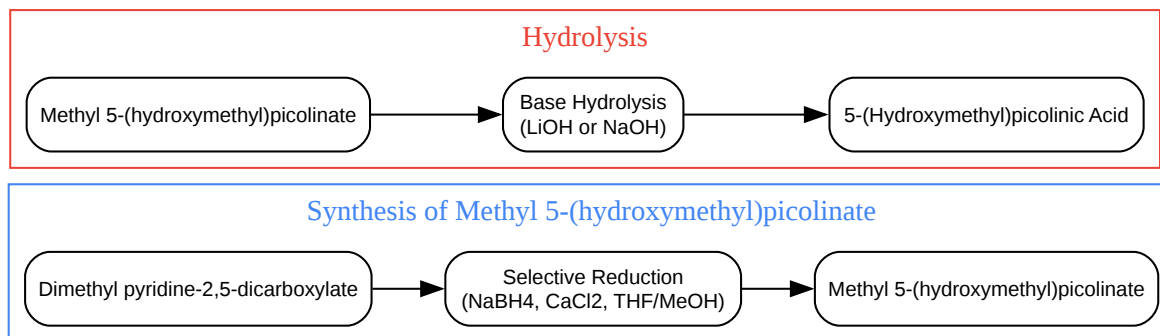 Hydrolysis
Methyl 5-(hydroxymethyl)picolinate
Base Hydrolysis
(LiOH or NaOH)
5-(Hydroxymethyl)picolinic Acid
Synthesis of Methyl 5-(hydroxymethyl)picolinate
Dimethyl pyridine-2,5-dicarboxylate
Selective Reduction
(NaBH4, CaCl2, THF/MeOH)
Methyl 5-(hydroxymethyl)picolinate